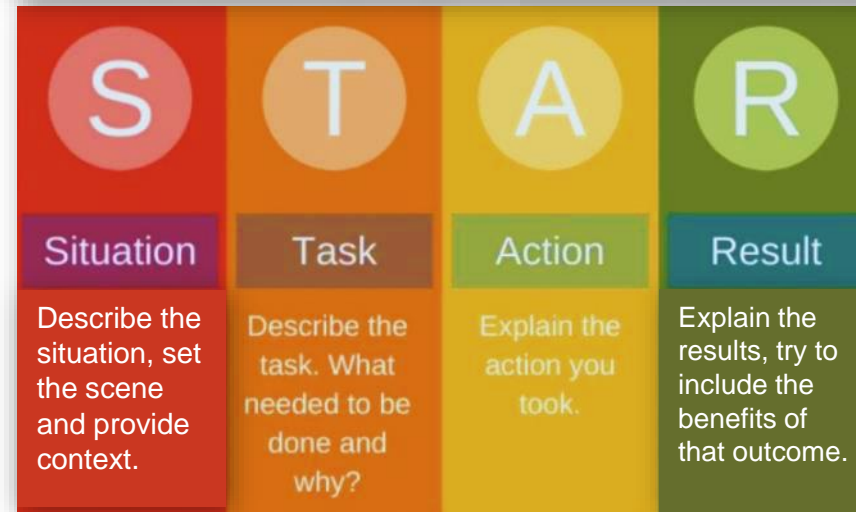 S
T
A
R
Situation
Task
Action
Result
Describe the
situation, set
the scene
and provide
context.
Describe the
task. What
needed to be
done and
why?
Explain the
action you
took.
Explain the
results, try to
include the
benefits of
that outcome.